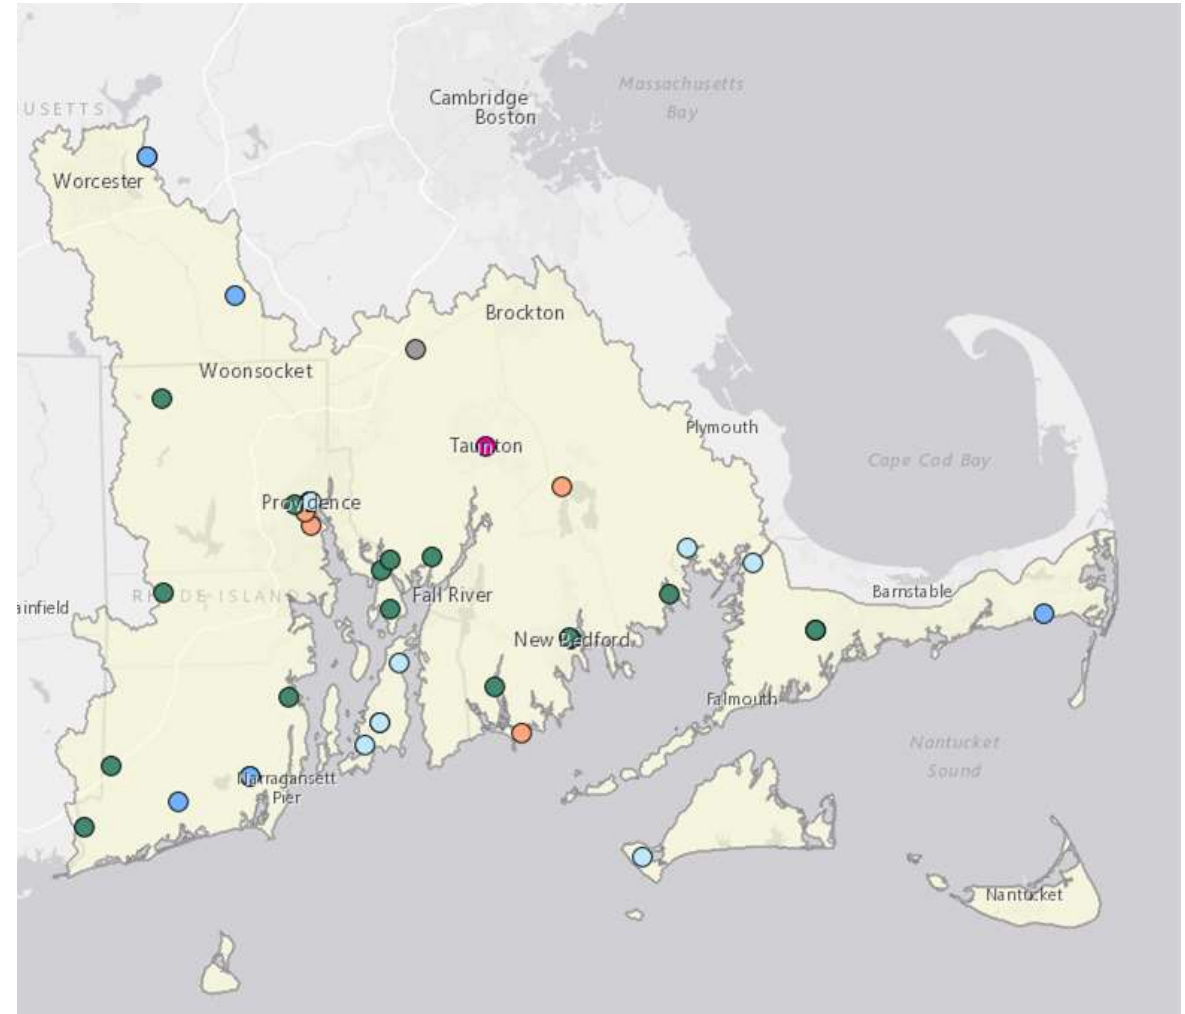 Massachusetts
Bay
Cambridge
Boston
USETTS
Worcester
Brockton
Woonsocket
Plymouth
Taunton
Cape Cod Bay
Providence
Barnstable
RHODE ISLAND
ainfield
Fall River
New Bedford
Falmouth
Nantucket
Sound
Narragansett
Pier
Nantucket